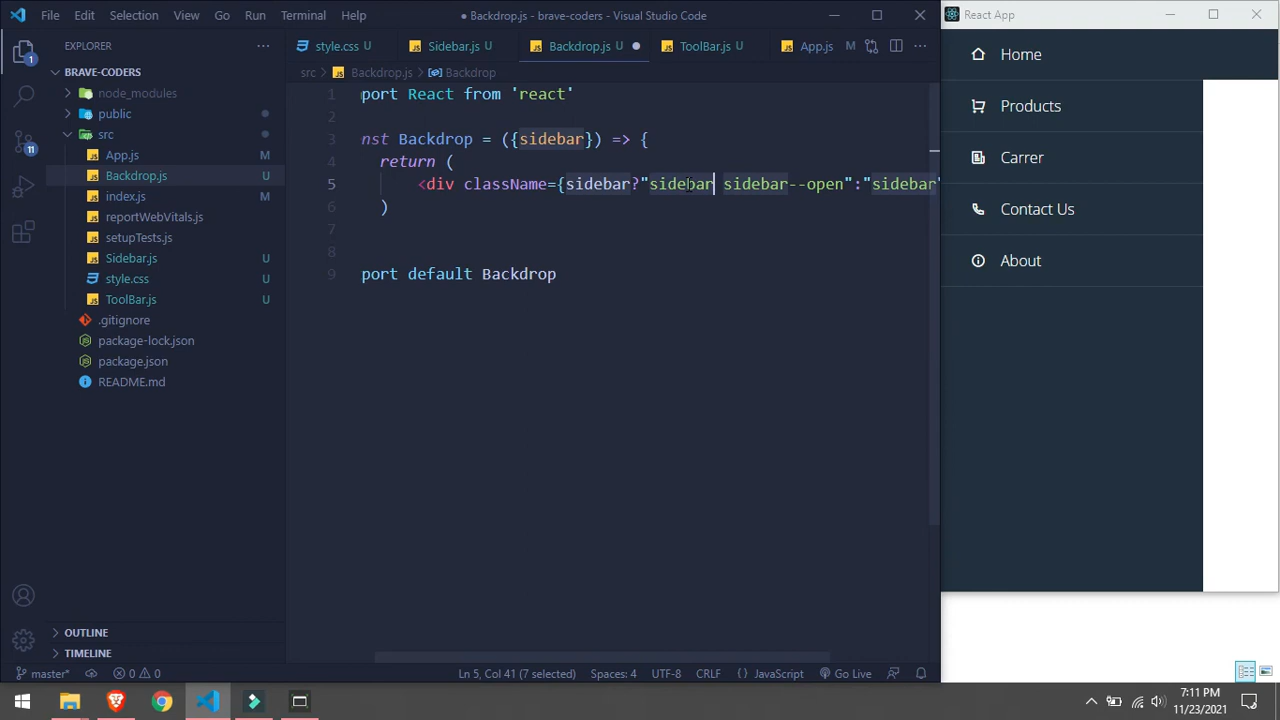 File Edit Selection View Go Run Terminal Help
● Backdrop.js - brave-coders - Visual Studio Code
React App
EXPLORER
style.css U
Sidebar.js U
Backdrop.js U
ToolBar.js U
App.js M
src > Backdrop.js > Backdrop
BRAVE-CODERS
node_modules
public
src
App.js M
Backdrop.js U
index.js M
reportWebVitals.js
setupTests.js
Sidebar.js U
style.css U
ToolBar.js U
.gitignore
package-lock.json
package.json
README.md
OUTLINE
TIMELINE
1
11
1 port React from 'react'
2
3 nst Backdrop = ({sidebar}) => {
4 return (
5 <div className={sidebar?"sidebar sidebar--open":"sidebar"
6 )
7
8
9 port default Backdrop
Home
Products
Carrer
Contact Us
About
master* 0 0 Ln 5, Col 41 (7 selected) Spaces: 4 UTF-8 CRLF JavaScript Go Live
7:11 PM
11/23/2021